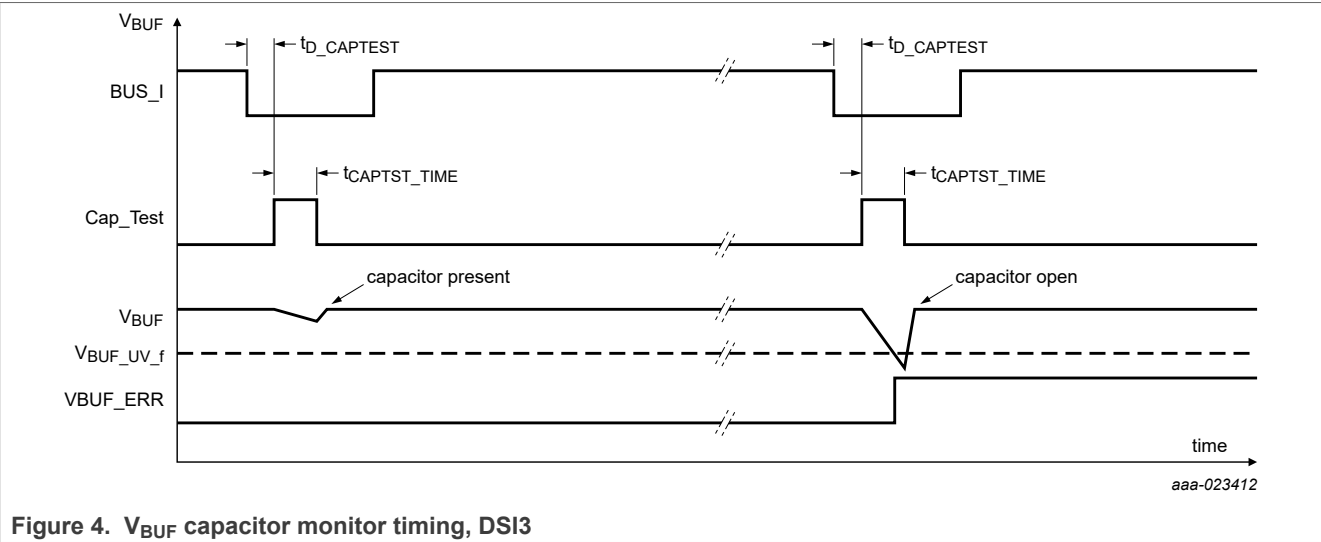 VBUF
tD_CAPTEST tD_CAPTEST
BUS_I
tCAPTST_TIME tCAPTST_TIME
Cap_Test
capacitor present capacitor open
VBUF
VBUF_UV_f
VBUF_ERR
time
aaa-023412
Figure 4. VBUF capacitor monitor timing, DSI3